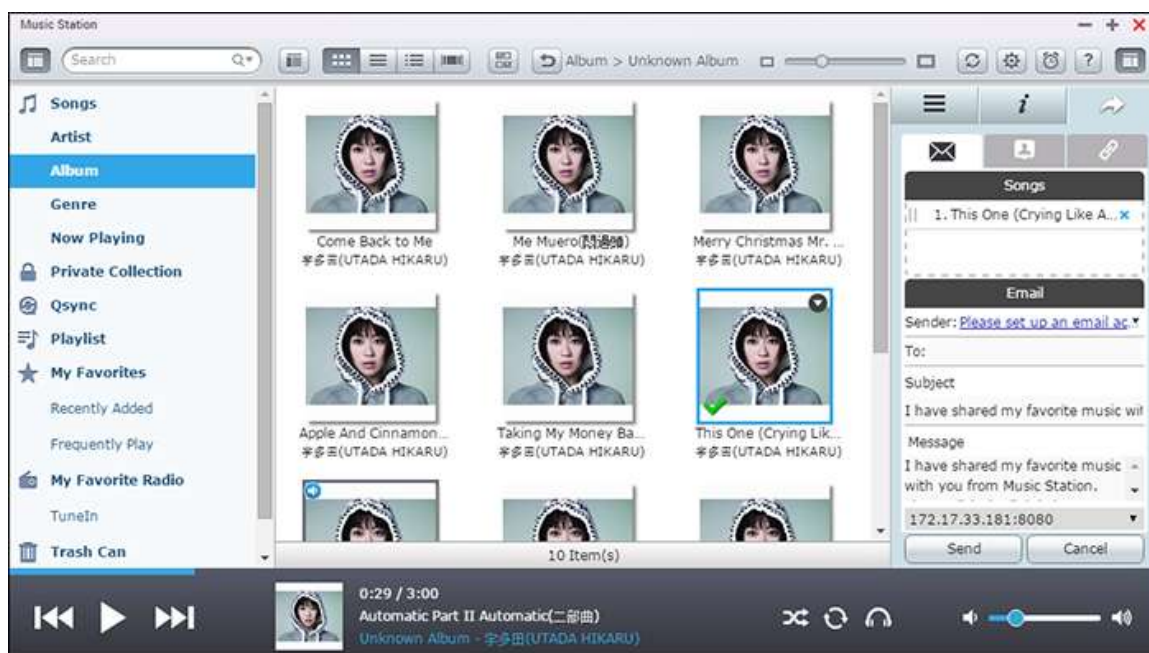 Music Station
Search
Album > Unknown Album
?
Songs
Artist
Album
Genre
Now Playing
Private Collection
Qsync
Playlist
My Favorites
Recently Added
Frequently Play
My Favorite Radio
TuneIn
Trash Can
Come Back to Me
宇多田(UTADA HIKARU)
Me Muero(悶過頭)
宇多田(UTADA HIKARU)
Merry Christmas Mr. ...
宇多田(UTADA HIKARU)
Apple And Cinnamon...
宇多田(UTADA HIKARU)
Taking My Money Ba...
宇多田(UTADA HIKARU)
This One (Crying Lik...
宇多田(UTADA HIKARU)
10 Item(s)
i
Songs
1. This One (Crying Like A...
Email
Sender: Please set up an email ac.
To:
Subject
I have shared my favorite music wit
Message
I have shared my favorite music
with you from Music Station.
172.17.33.181:8080
Send
Cancel
0:29 / 3:00
Automatic Part II Automatic(二部曲)
Unknown Album - 宇多田(UTADA HIKARU)